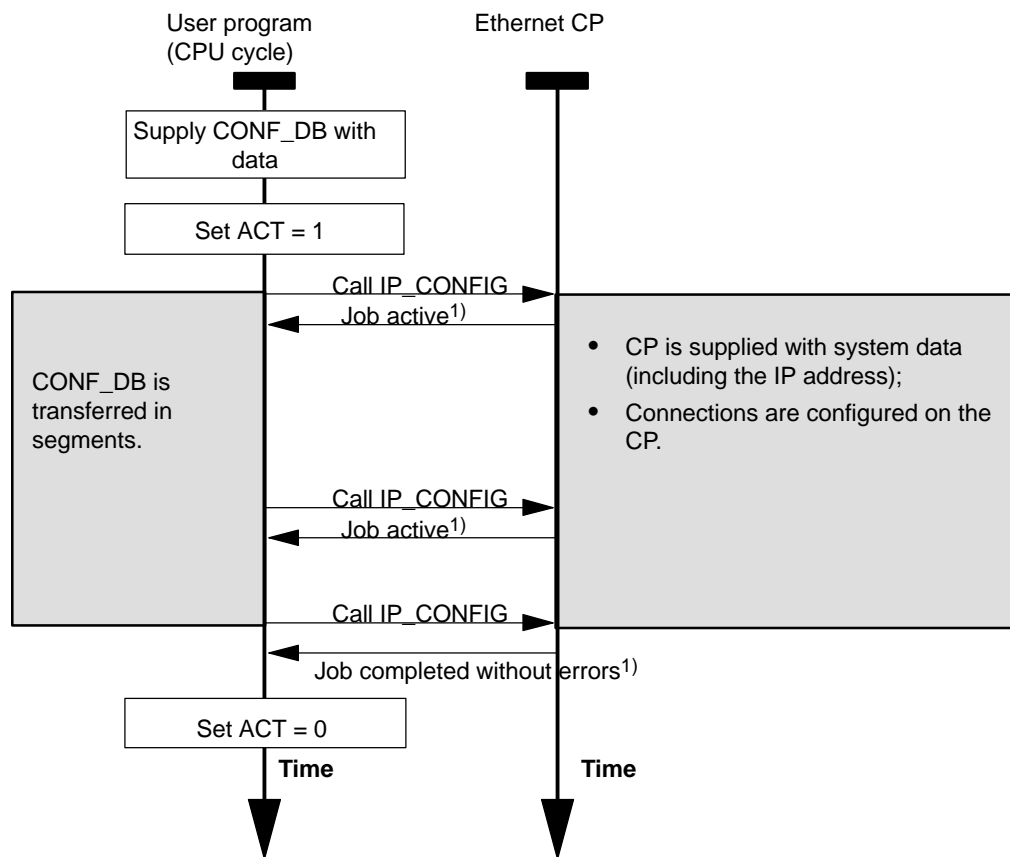 User program
(CPU cycle)
Ethernet CP
Supply CONF_DB with
data
Set ACT = 1
Call IP_CONFIG
Job active1)
CONF_DB is
transferred in
segments.
• CP is supplied with system data
(including the IP address);
• Connections are configured on the
CP.
Call IP_CONFIG
Job active1)
Call IP_CONFIG
Job completed without errors1)
Set ACT = 0
Time
Time